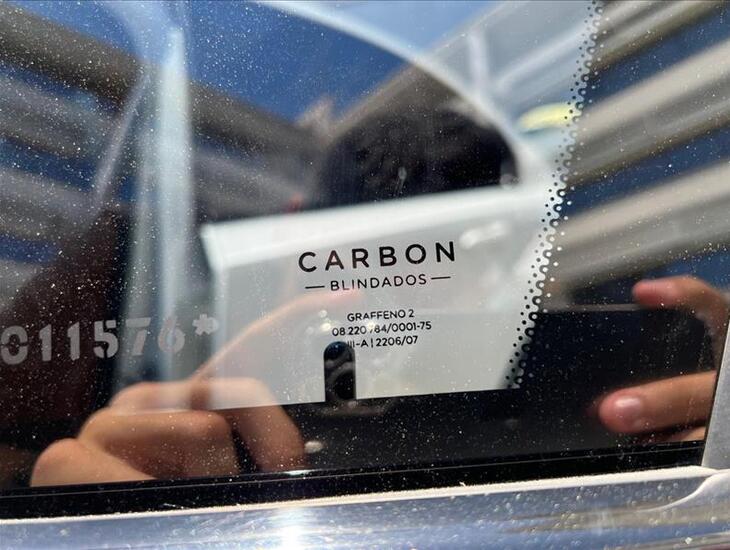 CARBON
— BLINDADOS —
GRAFFENO 2
08 220 784/0001-75
III-A | 2206/07
011576*